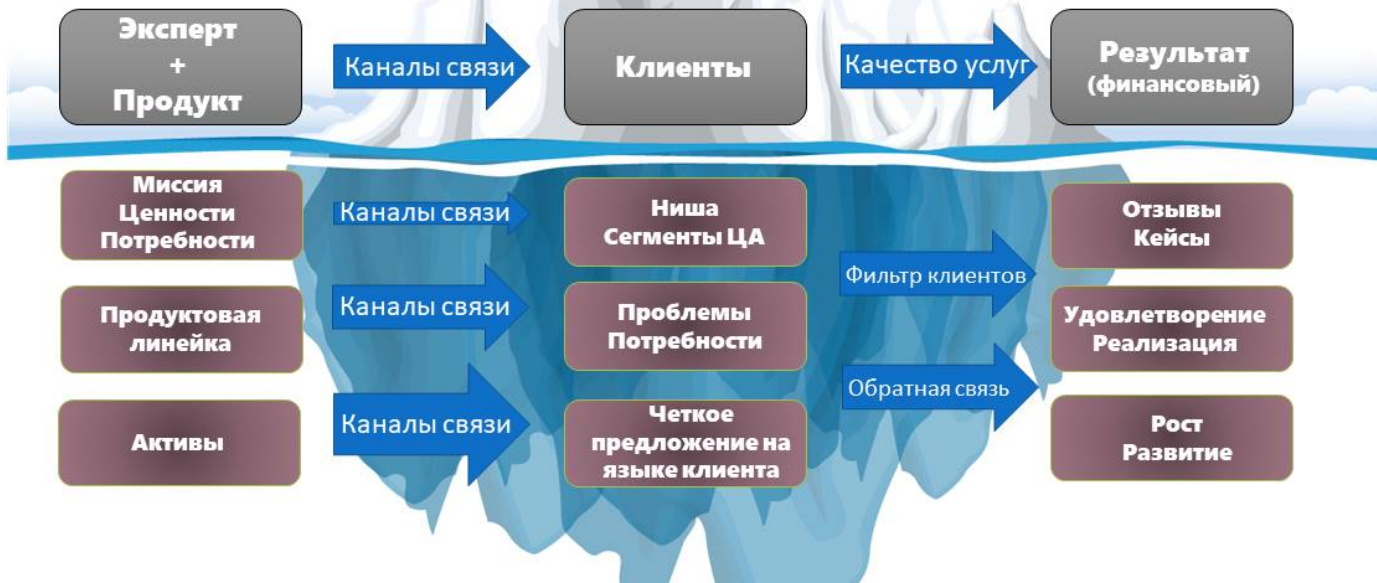 Эксперт
+
Продукт
Каналы связи
Клиенты
Качество услуг
Результат
(финансовый)
Миссия
Ценности
Потребности
Каналы связи
Ниша
Сегменты ЦА
Отзывы
Кейсы
Фильтр клиентов
Продуктовая
линейка
Каналы связи
Проблемы
Потребности
Удовлетворение
Реализация
Обратная связь
Активы
Каналы связи
Четкое
предложение на
языке клиента
Рост
Развитие